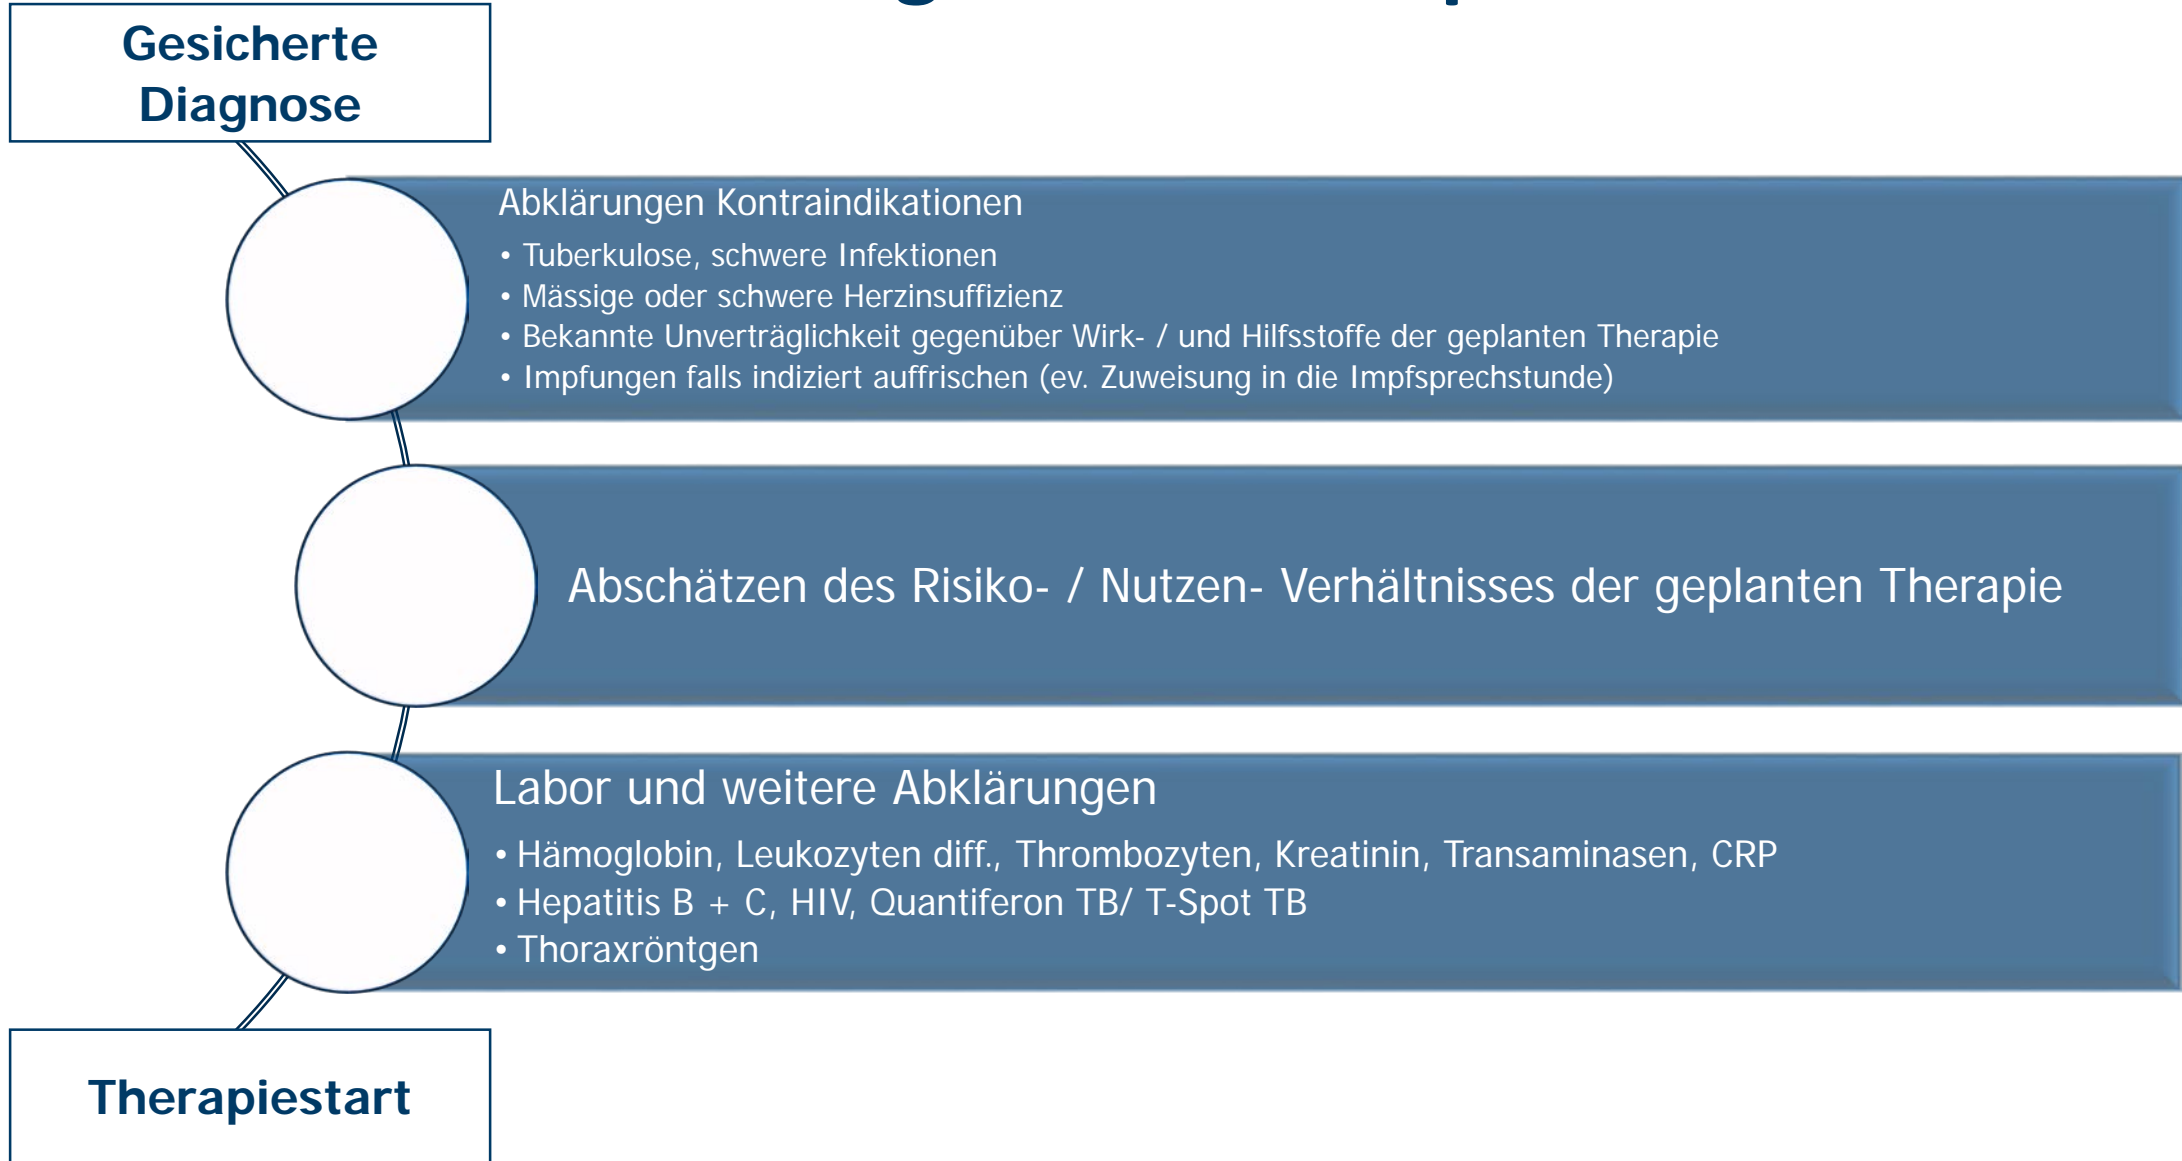 Gesicherte
Diagnose
Abklärungen Kontraindikationen
• Tuberkulose, schwere Infektionen
• Mässige oder schwere Herzinsuffizienz
• Bekannte Unverträglichkeit gegenüber Wirk- / und Hilfsstoffe der geplanten Therapie
• Impfungen falls indiziert auffrischen (ev. Zuweisung in die Impfsprechstunde)
Abschätzen des Risiko- / Nutzen- Verhältnisses der geplanten Therapie
Labor und weitere Abklärungen
• Hämoglobin, Leukozyten diff., Thrombozyten, Kreatinin, Transaminasen, CRP
• Hepatitis B + C, HIV, Quantiferon TB/ T-Spot TB
• Thoraxröntgen
Therapiestart